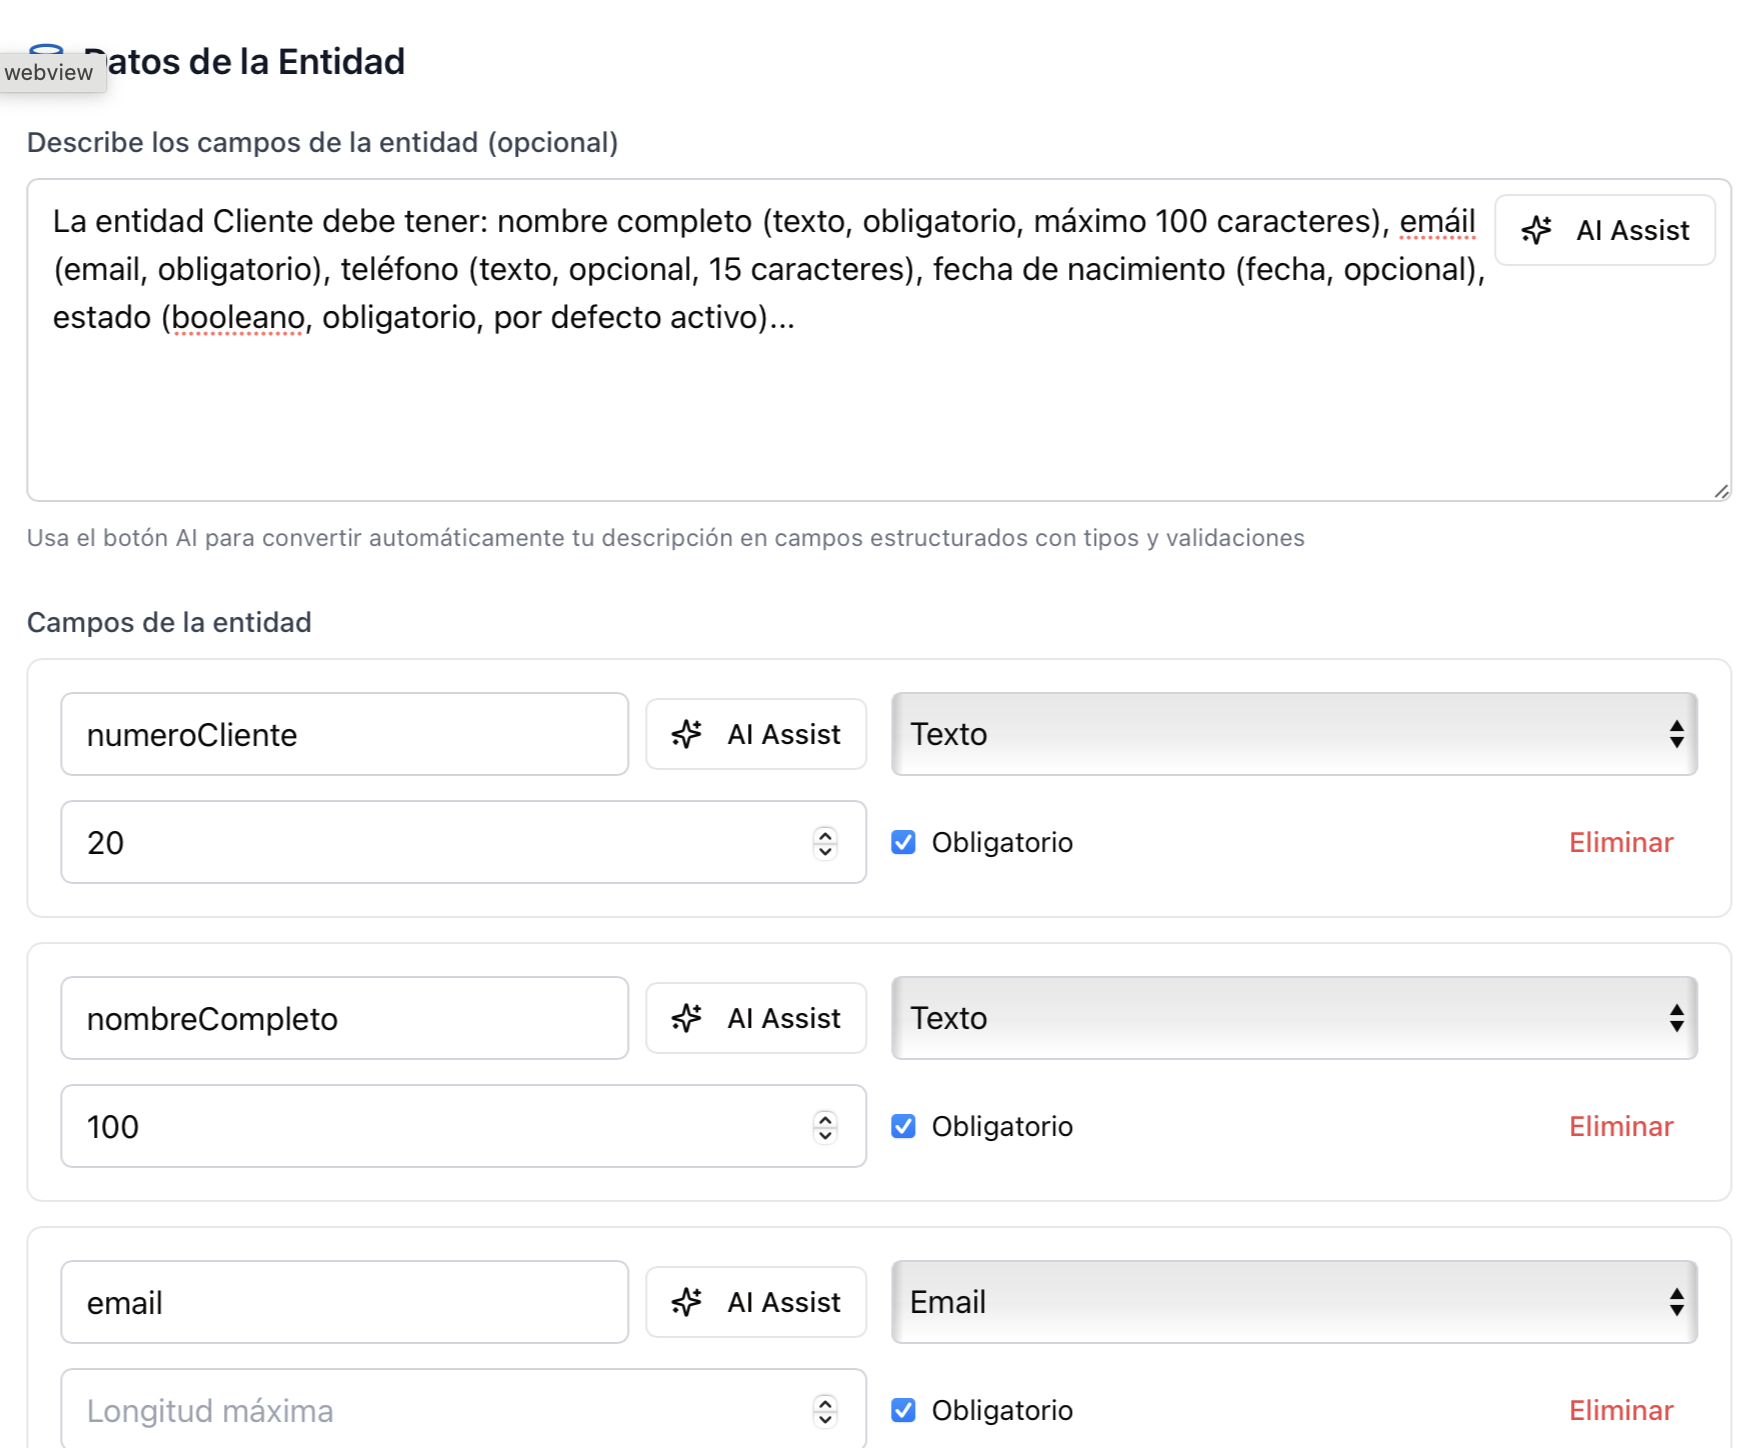 Datos de la Entidad
webview
Describe los campos de la entidad (opcional)
La entidad Cliente debe tener: nombre completo (texto, obligatorio, máximo 100 caracteres), emáil
(email, obligatorio), teléfono (texto, opcional, 15 caracteres), fecha de nacimiento (fecha, opcional),
estado (booleano, obligatorio, por defecto activo)...
AI Assist
Usa el botón AI para convertir automáticamente tu descripción en campos estructurados con tipos y validaciones
Campos de la entidad
numeroCliente
AI Assist
Texto
20
Obligatorio
Eliminar
nombreCompleto
AI Assist
Texto
100
Obligatorio
Eliminar
email
AI Assist
Email
Longitud máxima
Obligatorio
Eliminar